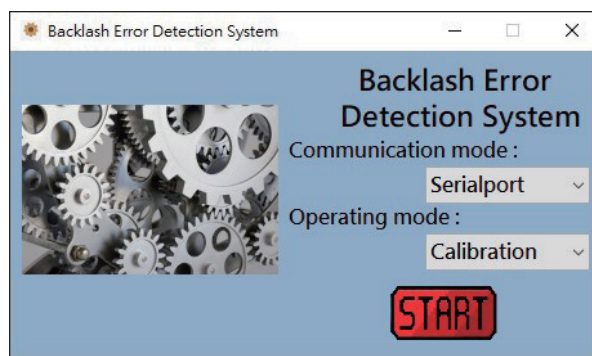 Backlash Error Detection System
Backlash Error
Detection System
Communication mode :
Serialport
Operating mode :
Calibration
START